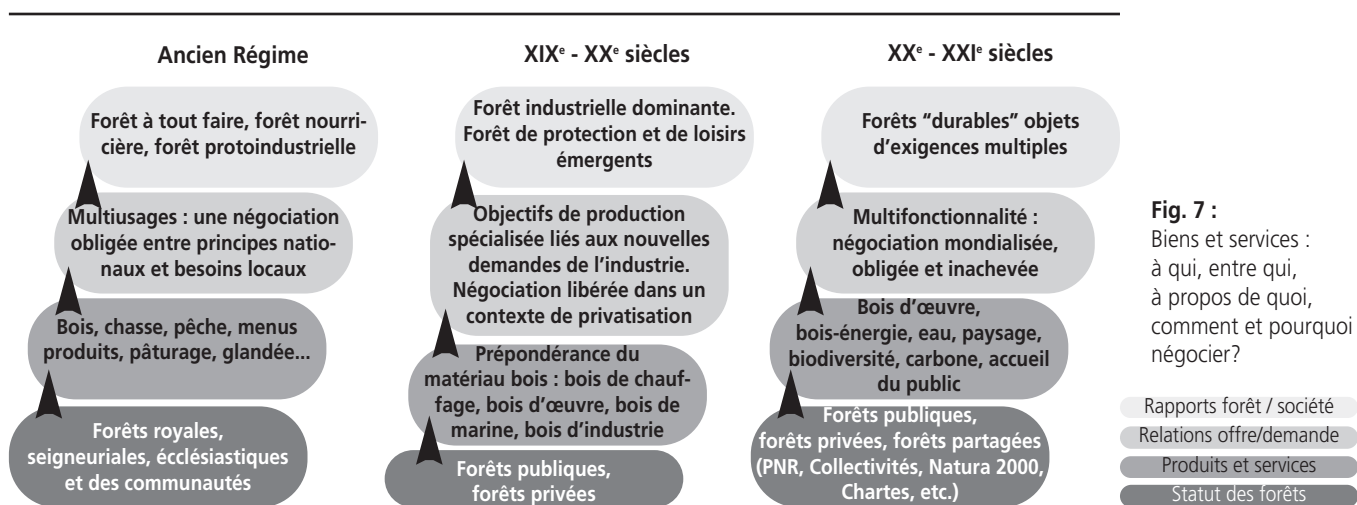 Ancien Régime
Forêt à tout faire, forêt nourri-
cière, forêt protoindustrielle
Multiusages : une négociation
obligée entre principes natio-
naux et besoins locaux
Bois, chasse, pêche, menus
produits, pâturage, glandée...
Forêts royales,
seigneuriales, écclésiastiques
et des communautés
XIXe - XXe siècles
Forêt industrielle dominante.
Forêt de protection et de loisirs
émergents
Objectifs de production
spécialisée liés aux nouvelles
demandes de l'industrie.
Négociation libérée dans un
contexte de privatisation
Prépondérance du
matériau bois : bois de chauf-
fage, bois d'œuvre, bois de
marine, bois d'industrie
Forêts publiques,
forêts privées
XXe - XXIe siècles
Forêts "durables" objets
d'exigences multiples
Multifonctionnalité :
négociation mondialisée,
obligée et inachevée
Bois d'œuvre,
bois-énergie, eau, paysage,
biodiversité, carbone, accueil
du public
Forêts publiques,
forêts privées, forêts partagées
(PNR, Collectivités, Natura 2000,
Chartes, etc.)
Fig. 7 :
Biens et services :
à qui, entre qui,
à propos de quoi,
comment et pourquoi
négocier?
Rapports forêt / société
Relations offre/demande
Produits et services
Statut des forêts